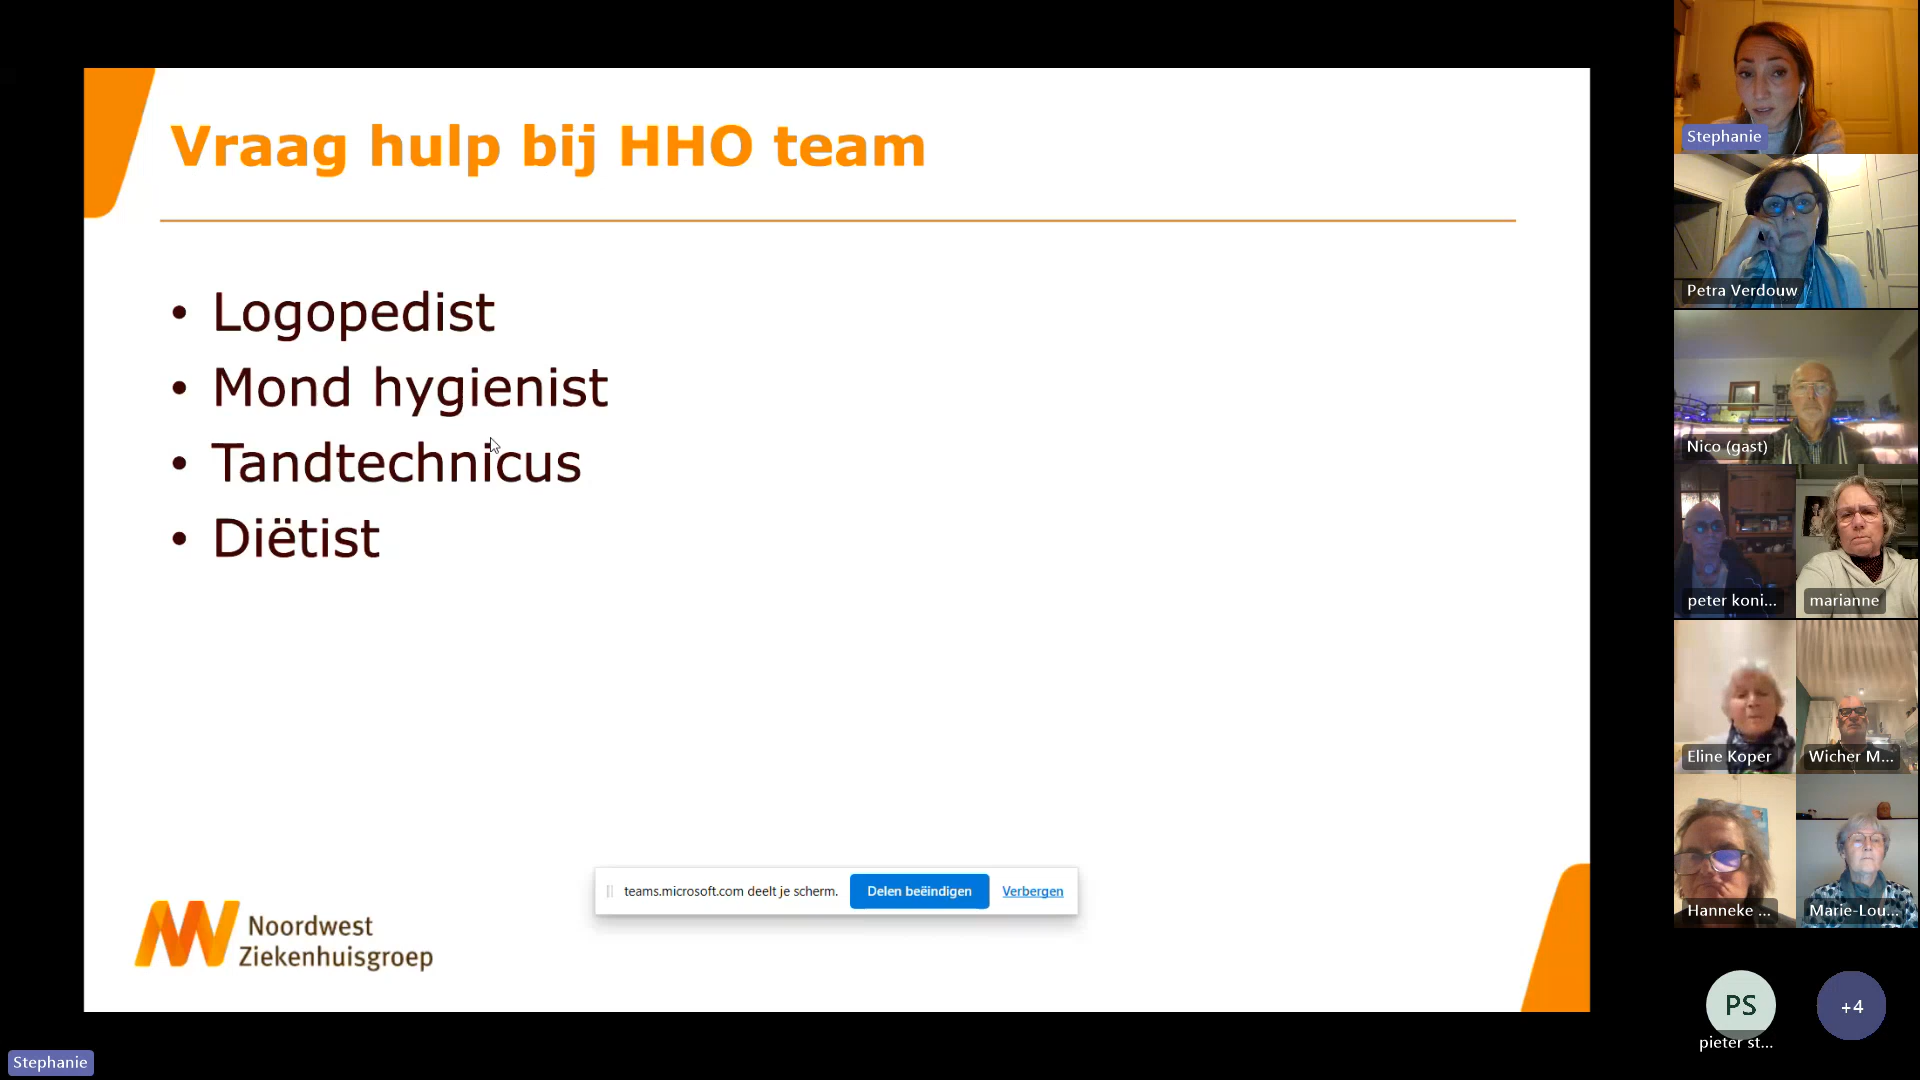 Vraag hulp bij HHO team
• Logopedist
• Mond hygienist
• Tandtechnicus
• Diëtist
teams.microsoft.com deelt je scherm.
Delen beëindigen
Verbergen
Noordwest
Ziekenhuisgroep
Stephanie
Stephanie
Petra Verdouw
Nico (gast)
peter koni...
marianne
Eline Koper
Wicher M...
Hanneke ...
Marie-Lou...
PS
+4
pieter st...